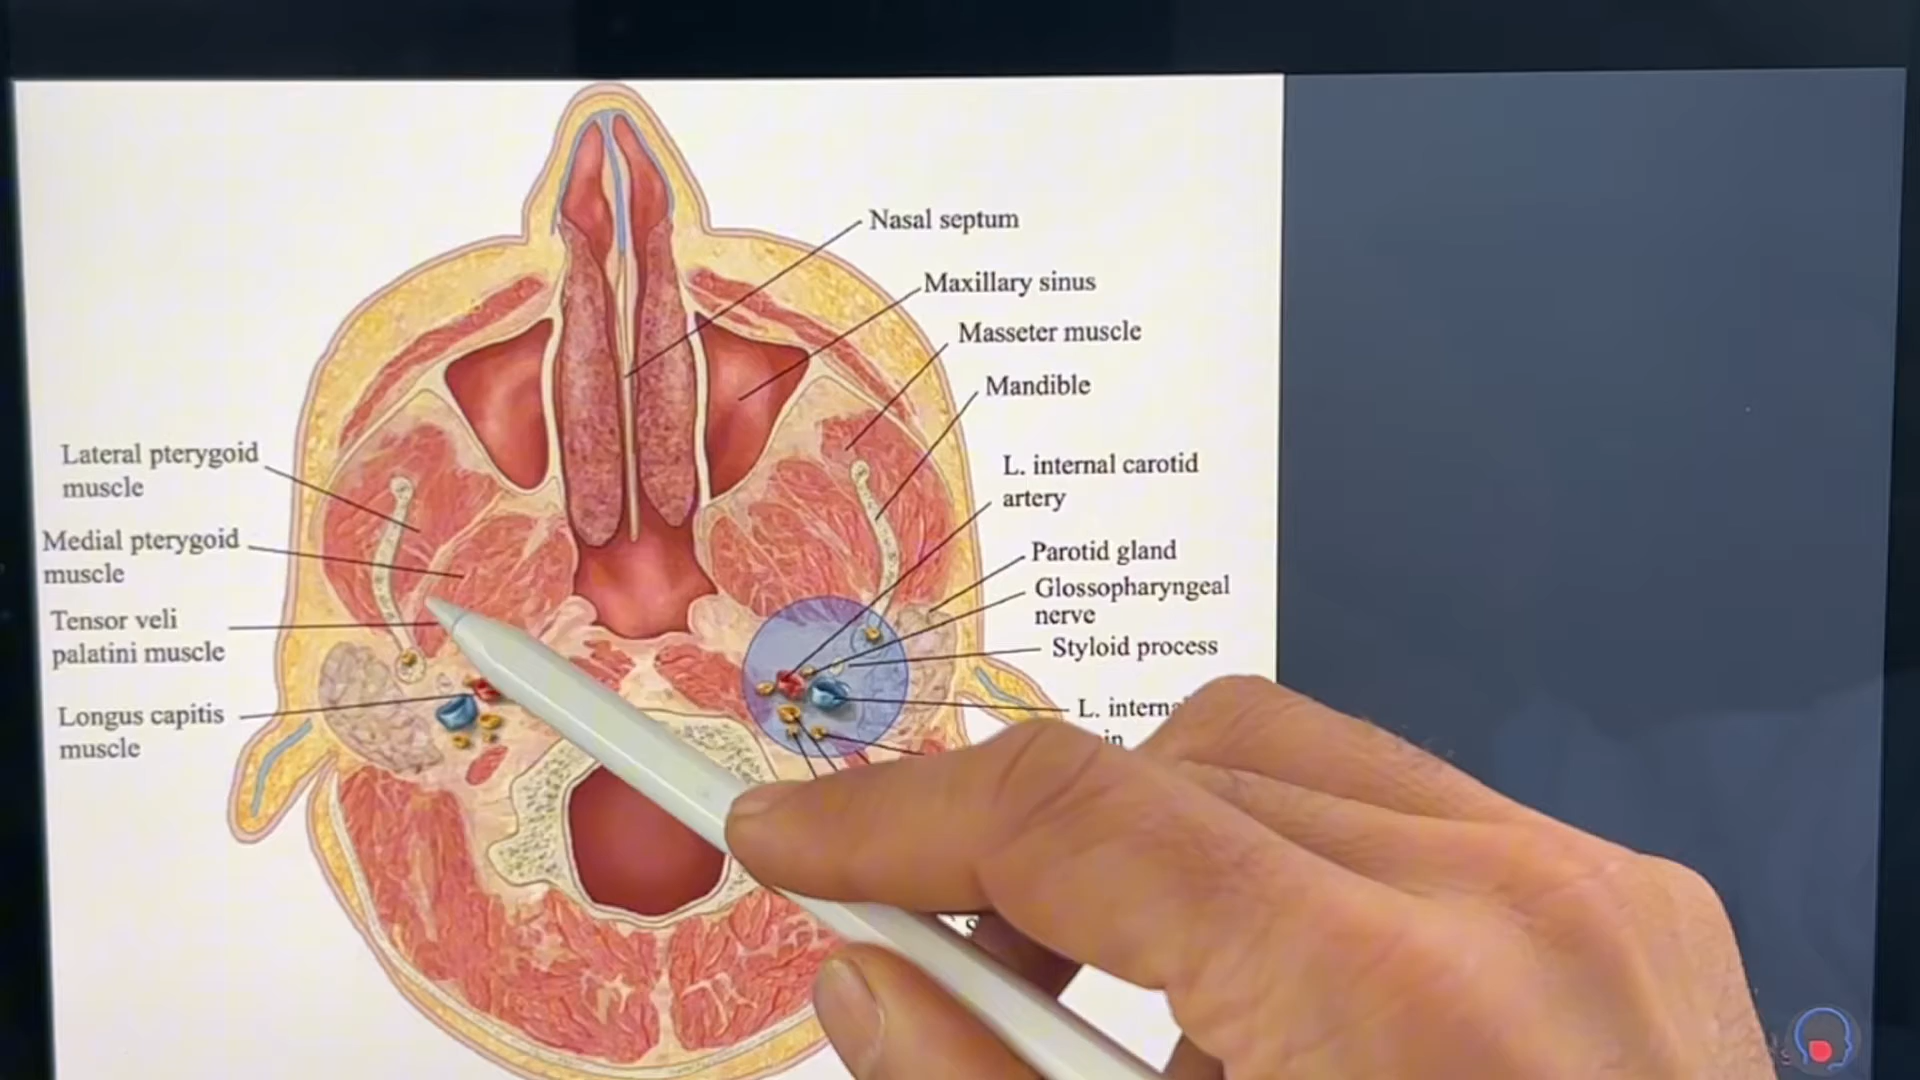 Nasal septum
Maxillary sinus
Masseter muscle
Mandible
L. internal carotid
artery
Parotid gland
Glossopharyngeal
nerve
Styloid process
L.
Lateral pterygoid
muscle
Medial pterygoid
muscle
Tensor veli
palatini muscle
Longus capitis
muscle